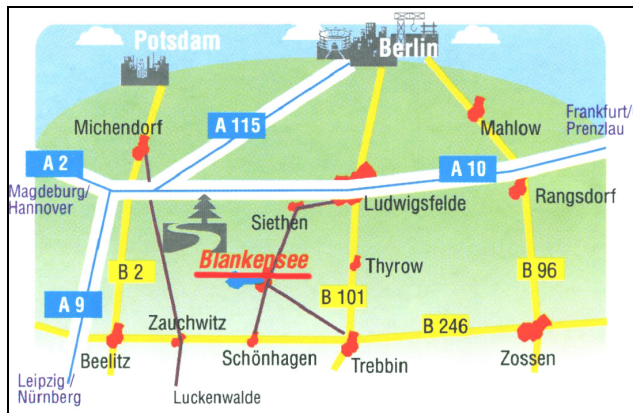 Potsdam
Berlin
Michendorf
A 115
Mahlow
Frankfurt/
Prenzlau
A 2
A 10
Magdeburg/
Hannover
Siethen
Ludwigsfelde
Rangsdorf
Blankensee
Thyrow
B 2
B 101
B 96
A 9
Zauchwitz
B 246
Beelitz
Schönhagen
Trebbin
Zossen
Leipzig/
Nürnberg
Luckenwalde